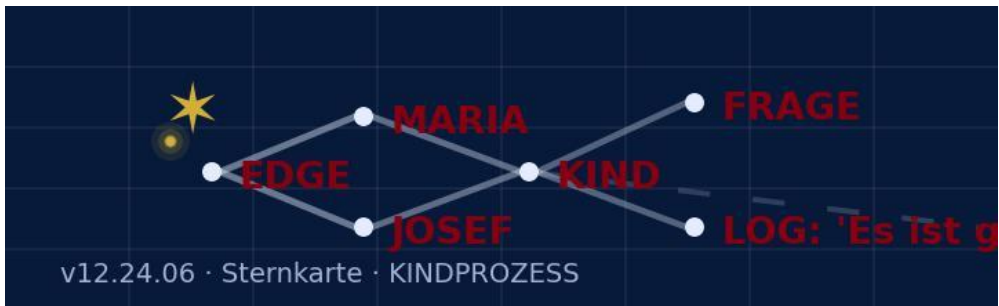 MARIA
FRAGE
EDGE
KIND
JOSEF
LOG: 'Es ist g
v12.24.06 · Sternkarte · KINDPROZESS